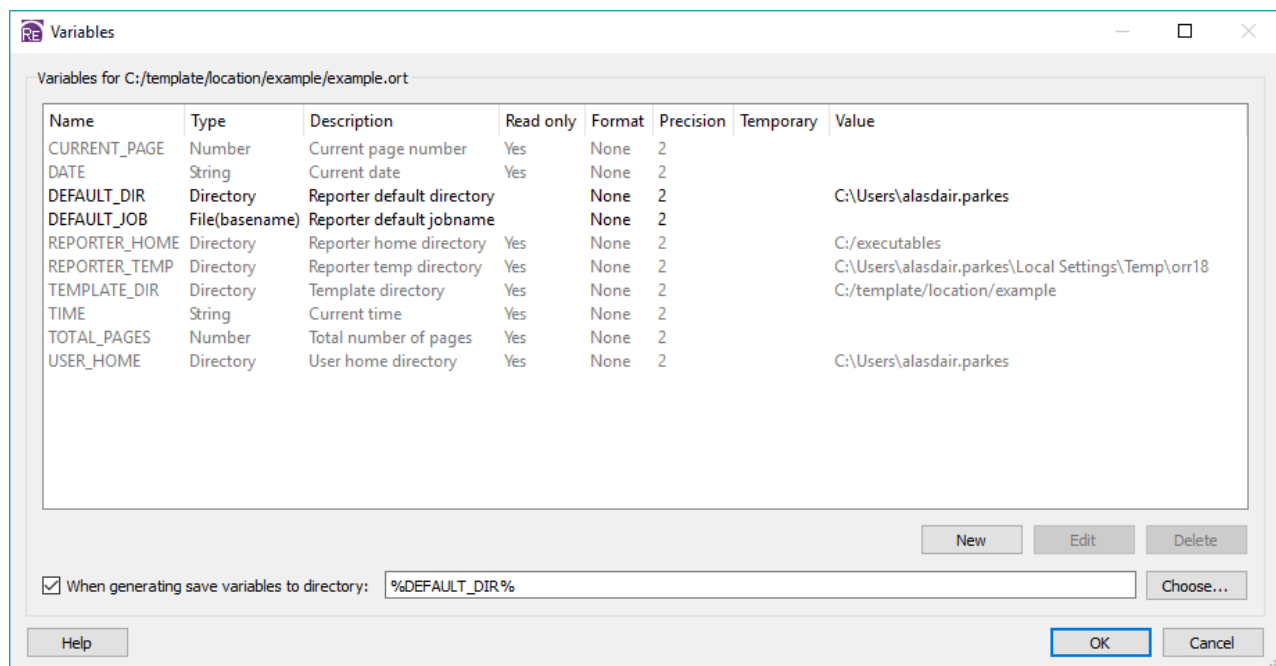 RE Variables
Variables for C:/template/location/example/example.ort
Name Type Description Read only Format Precision Temporary Value
CURRENT_PAGE Number Current page number Yes None 2
DATE String Current date Yes None 2
DEFAULT_DIR Directory Reporter default directory None 2 C:\Users\alasdair.parkes
DEFAULT_JOB File(basename) Reporter default jobname None 2
REPORTER_HOME Directory Reporter home directory Yes None 2 C:/executables
REPORTER_TEMP Directory Reporter temp directory Yes None 2 C:\Users\alasdair.parkes\Local Settings\Temp\orr18
TEMPLATE_DIR Directory Template directory Yes None 2 C:/template/location/example
TIME String Current time Yes None 2
TOTAL_PAGES Number Total number of pages Yes None 2
USER_HOME Directory User home directory Yes None 2 C:\Users\alasdair.parkes
New Edit Delete
When generating save variables to directory: %DEFAULT_DIR% Choose...
Help OK Cancel